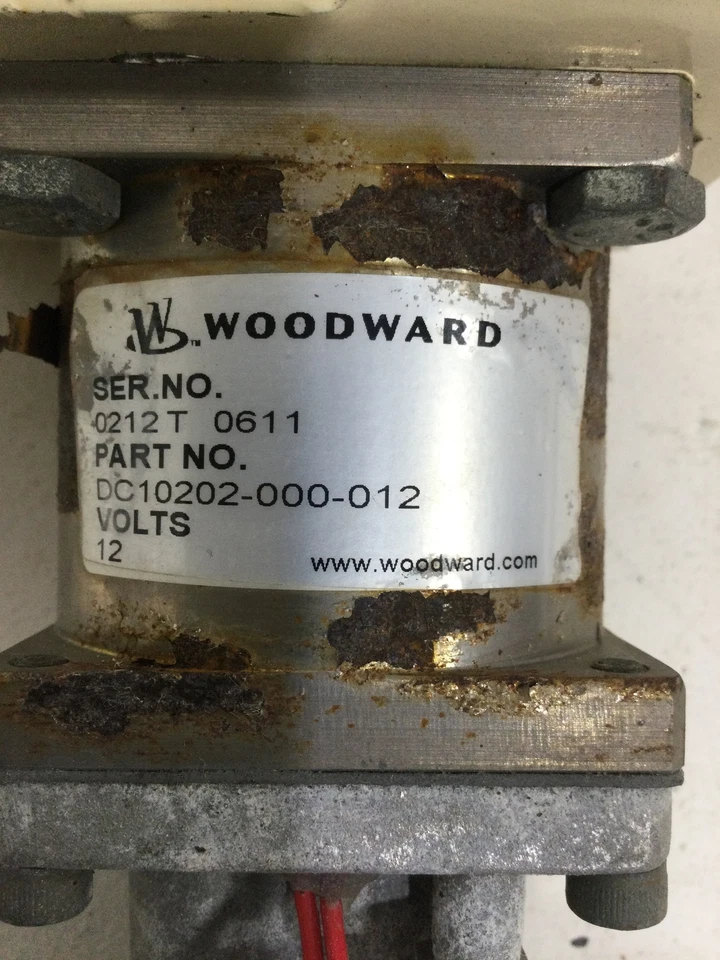 WOODWARD
SER.NO.
0212 T 0611
PART NO.
DC10202-000-012
VOLTS
12
www.woodward.com